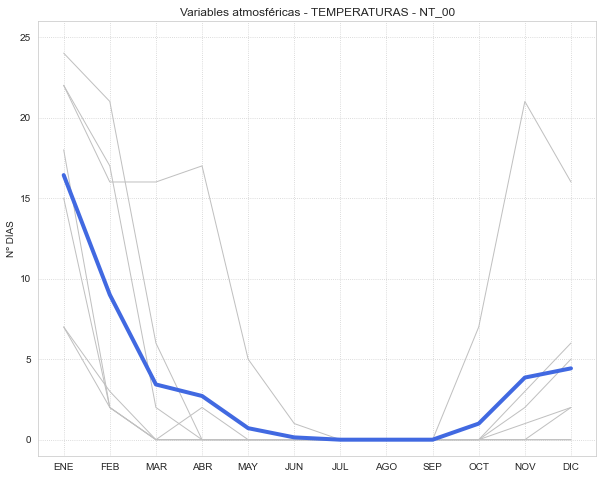 Variables atmosféricas - TEMPERATURAS - NT_00
25
20
15
10
5
0
Nº DÍAS
ENE FEB MAR ABR MAY JUN JUL AGO SEP OCT NOV DIC